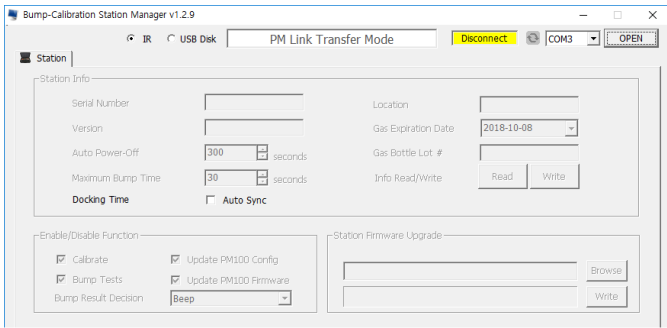 Bump-Calibration Station Manager v1.2.9
IR USB Disk PM Link Transfer Mode Disconnect COM3 OPEN
Station
Station Info
Serial Number Location
Version Gas Expiration Date 2018-10-08
Auto Power-Off 300 seconds Gas Bottle Lot #
Maximum Bump Time 30 seconds Info Read/Write Read Write
Docking Time Auto Sync
Enable/Disable Function Station Firmware Upgrade
Calibrate Update PM100 Config
Browse
Bump Tests Update PM100 Firmware
Bump Result Decision Beep Write